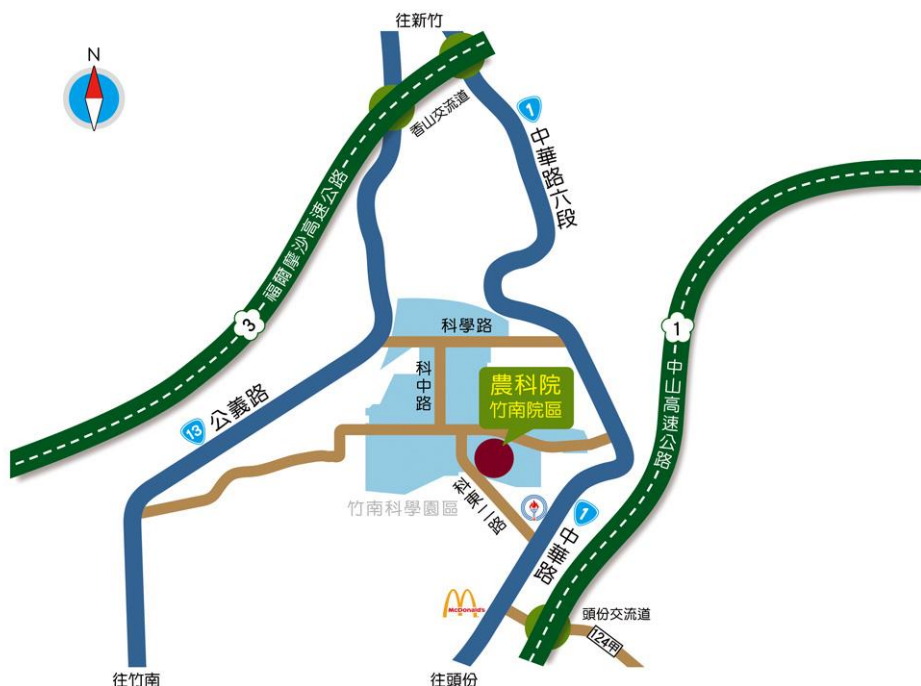 往新竹
N
香山交流道
1
中華路六段
福爾摩沙高速公路
3
1
中山高速公路
科學路
科中路
農科院
竹南院區
13
公義路
竹南科學園區
科東二路
1
中華路
McDonald's
頭份交流道
124甲
往竹南
往頭份